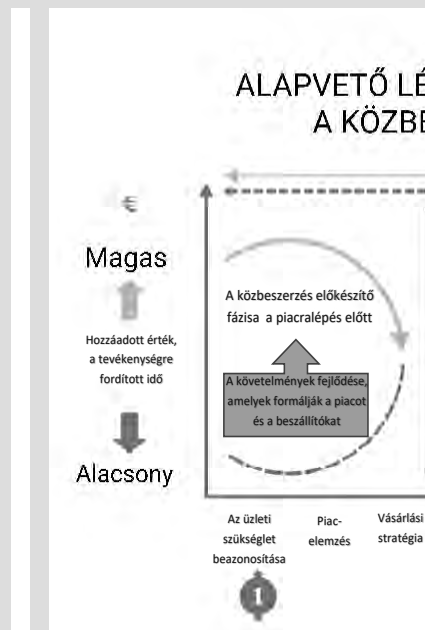 ALAPVETŐ LÉ
A KÖZBE
€
Magas
Hozzáadott érték,
a tevékenységre
fordított idő
Alacsony
A közbeszerzés előkészítő
fázisa a piacralépés előtt
A követelmények fejlődése,
amelyek formálják a piacot
és a beszállítókat
Az üzleti
szükséglet
beazonosítása
Piac-
elemzés
Vásárlási
stratégia
1